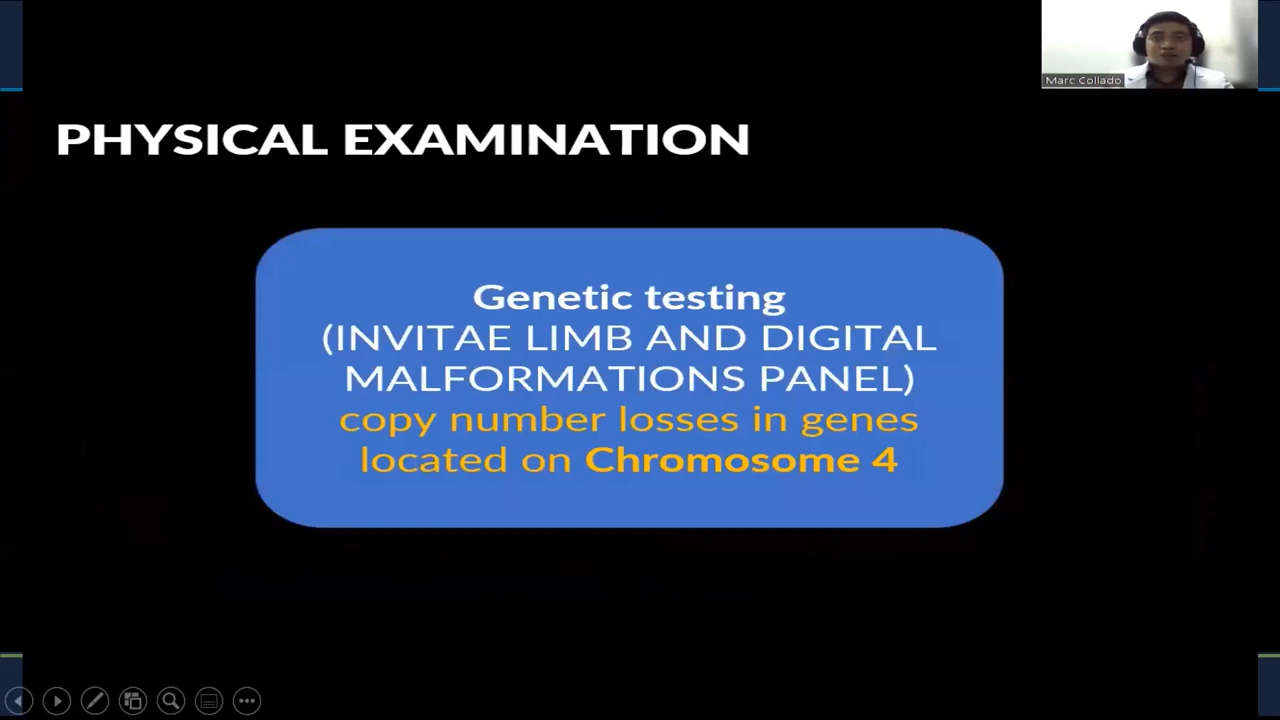 Marc Collado
PHYSICAL EXAMINATION
Genetic testing
(INVITAE LIMB AND DIGITAL
MALFORMATIONS PANEL)
copy number losses in genes
located on Chromosome 4